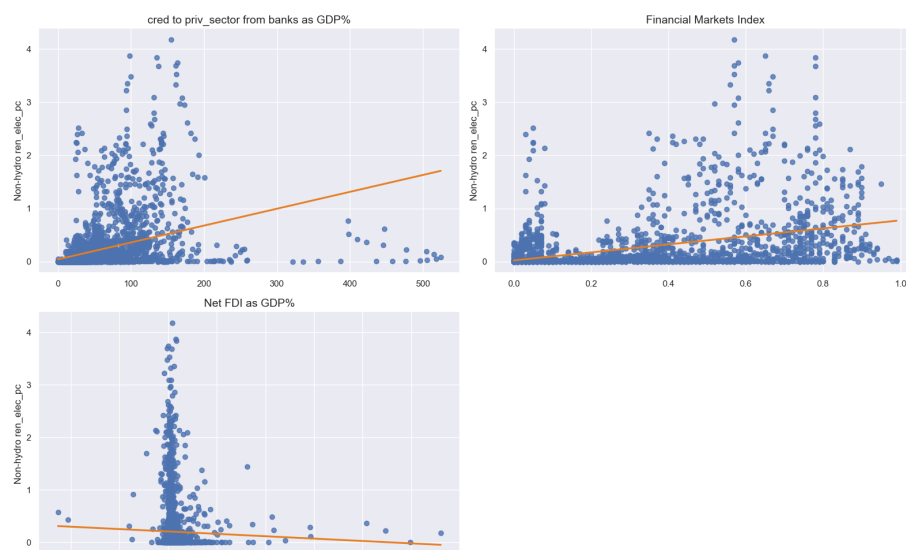 cred to priv_sector from banks as GDP%
Non-hydro ren_elec_pc
4
3
2
1
0
0 100 200 300 400 500
Financial Markets Index
Non-hydro ren_elec_pc
4
3
2
1
0
0.0 0.2 0.4 0.6 0.8 1.0
Net FDI as GDP%
Non-hydro ren_elec_pc
4
3
2
1
0